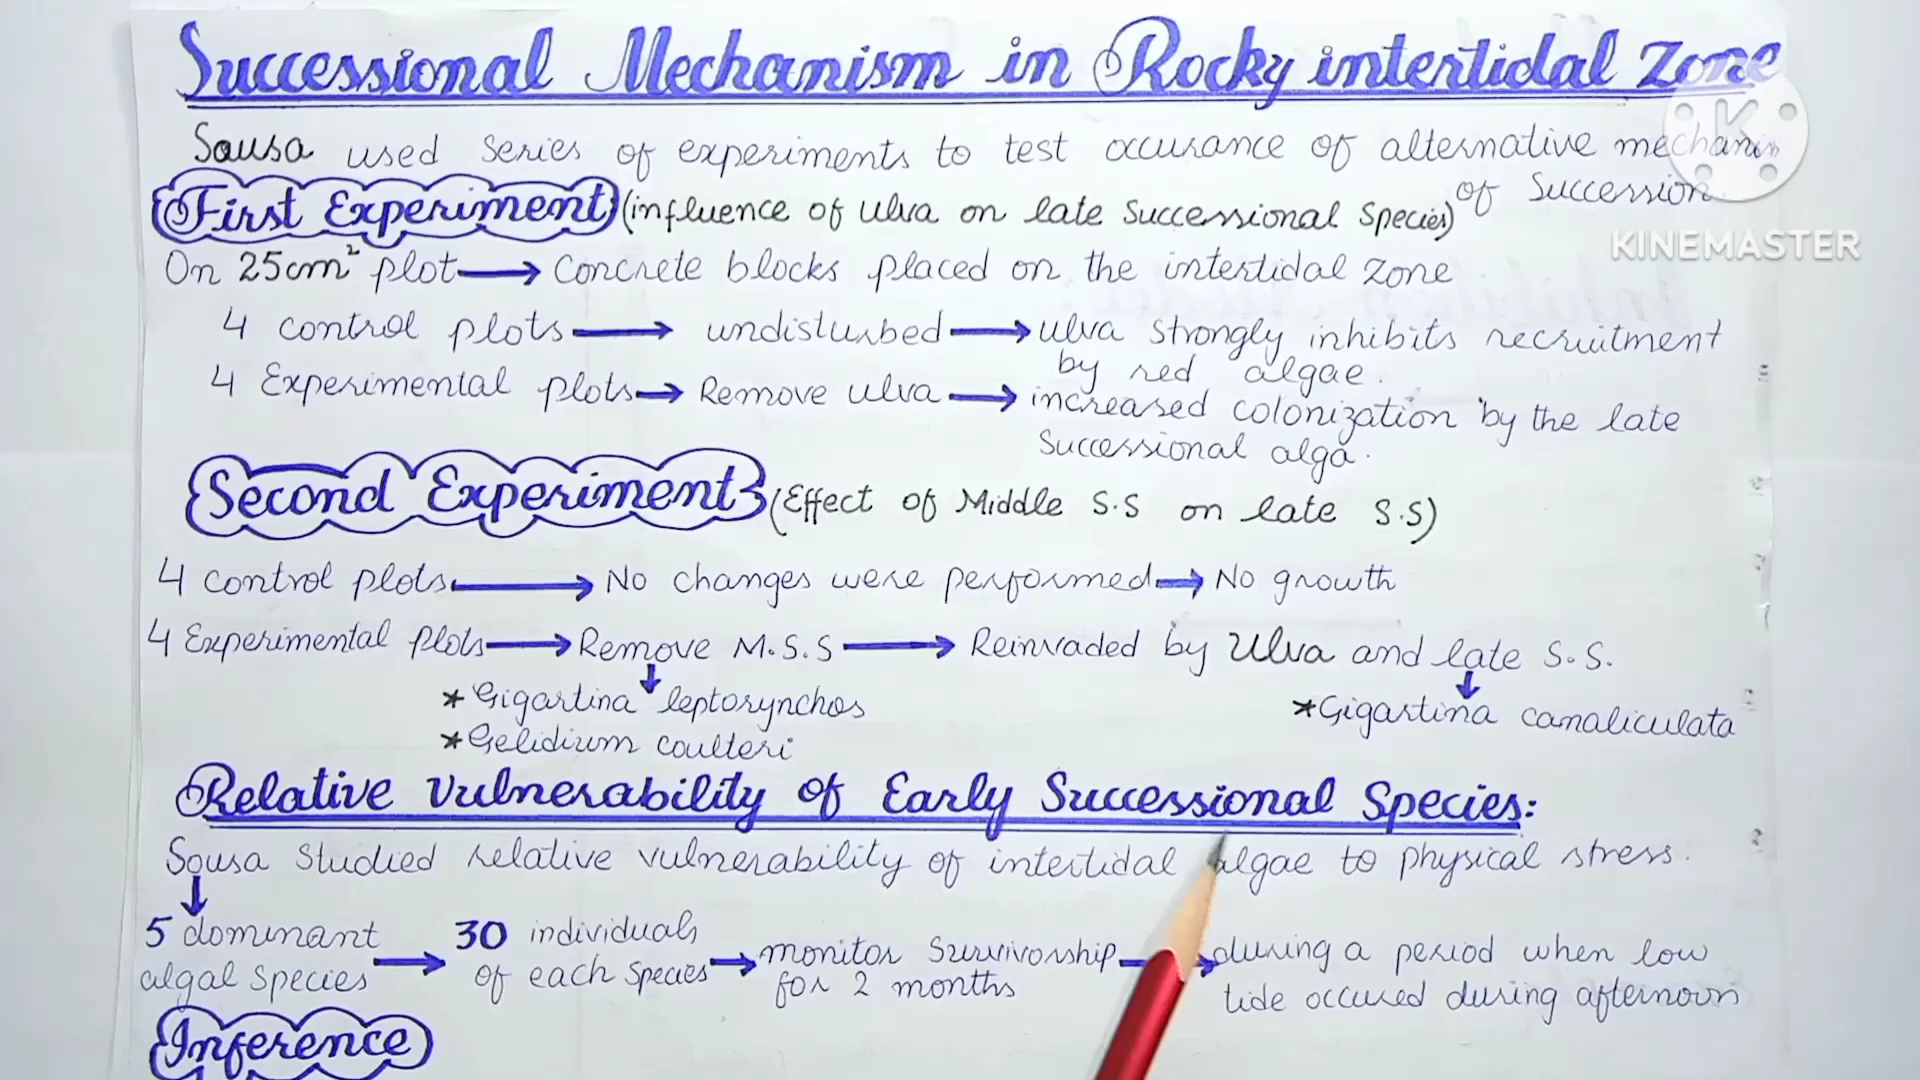 Successional Mechanism in Rocky intertidal Zone
Sousa used series of experiments to test occurance of alternative mechanism
of Succession.
First Experiment (influence of ulva on late Successional Species)
On 25cm² plot → Concrete blocks placed on the intertidal zone
4 control plots → undisturbed → ulva strongly inhibits recruitment
by red algae.
4 Experimental plots → Remove ulva → increased colonization by the late
Successional alga.
Second Experiment (Effect of Middle S.S on late S.S)
4 control plots → No changes were performed → No growth
4 Experimental plots → Remove M.S.S → Reinvaded by Ulva and late S.S.
*Gigartina leptorynchos
*Gigartina canaliculata
*Gelidium coulteri
Relative Vulnerability of Early Successional Species:
Sousa studied relative vulnerability of intertidal algae to physical stress.
5 dominant algal species → 30 individuals of each species → monitor Survivorship for 2 months → during a period when low tide occured during afternoon
Inference
KINEMASTER